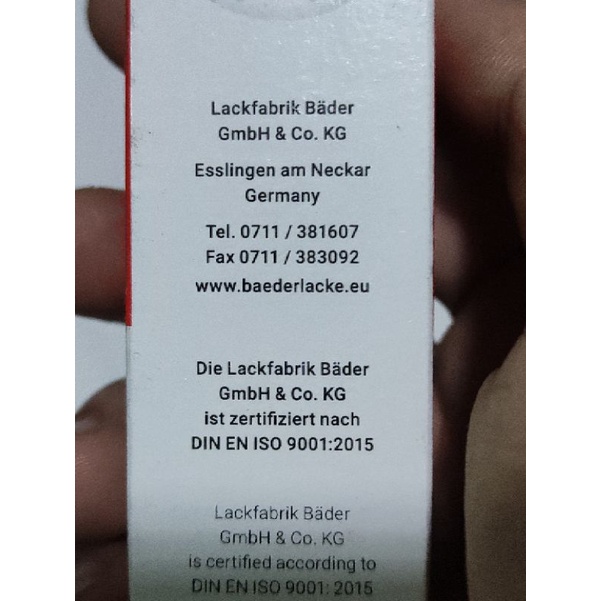 Lackfabrik Bäder
GmbH & Co. KG
Esslingen am Neckar
Germany
Tel. 0711 / 381607
Fax 0711 / 383092
www.baederlacke.eu
Die Lackfabrik Bäder
GmbH & Co. KG
ist zertifiziert nach
DIN EN ISO 9001:2015
Lackfabrik Bäder
GmbH & Co. KG
is certified according to
DIN EN ISO 9001: 2015